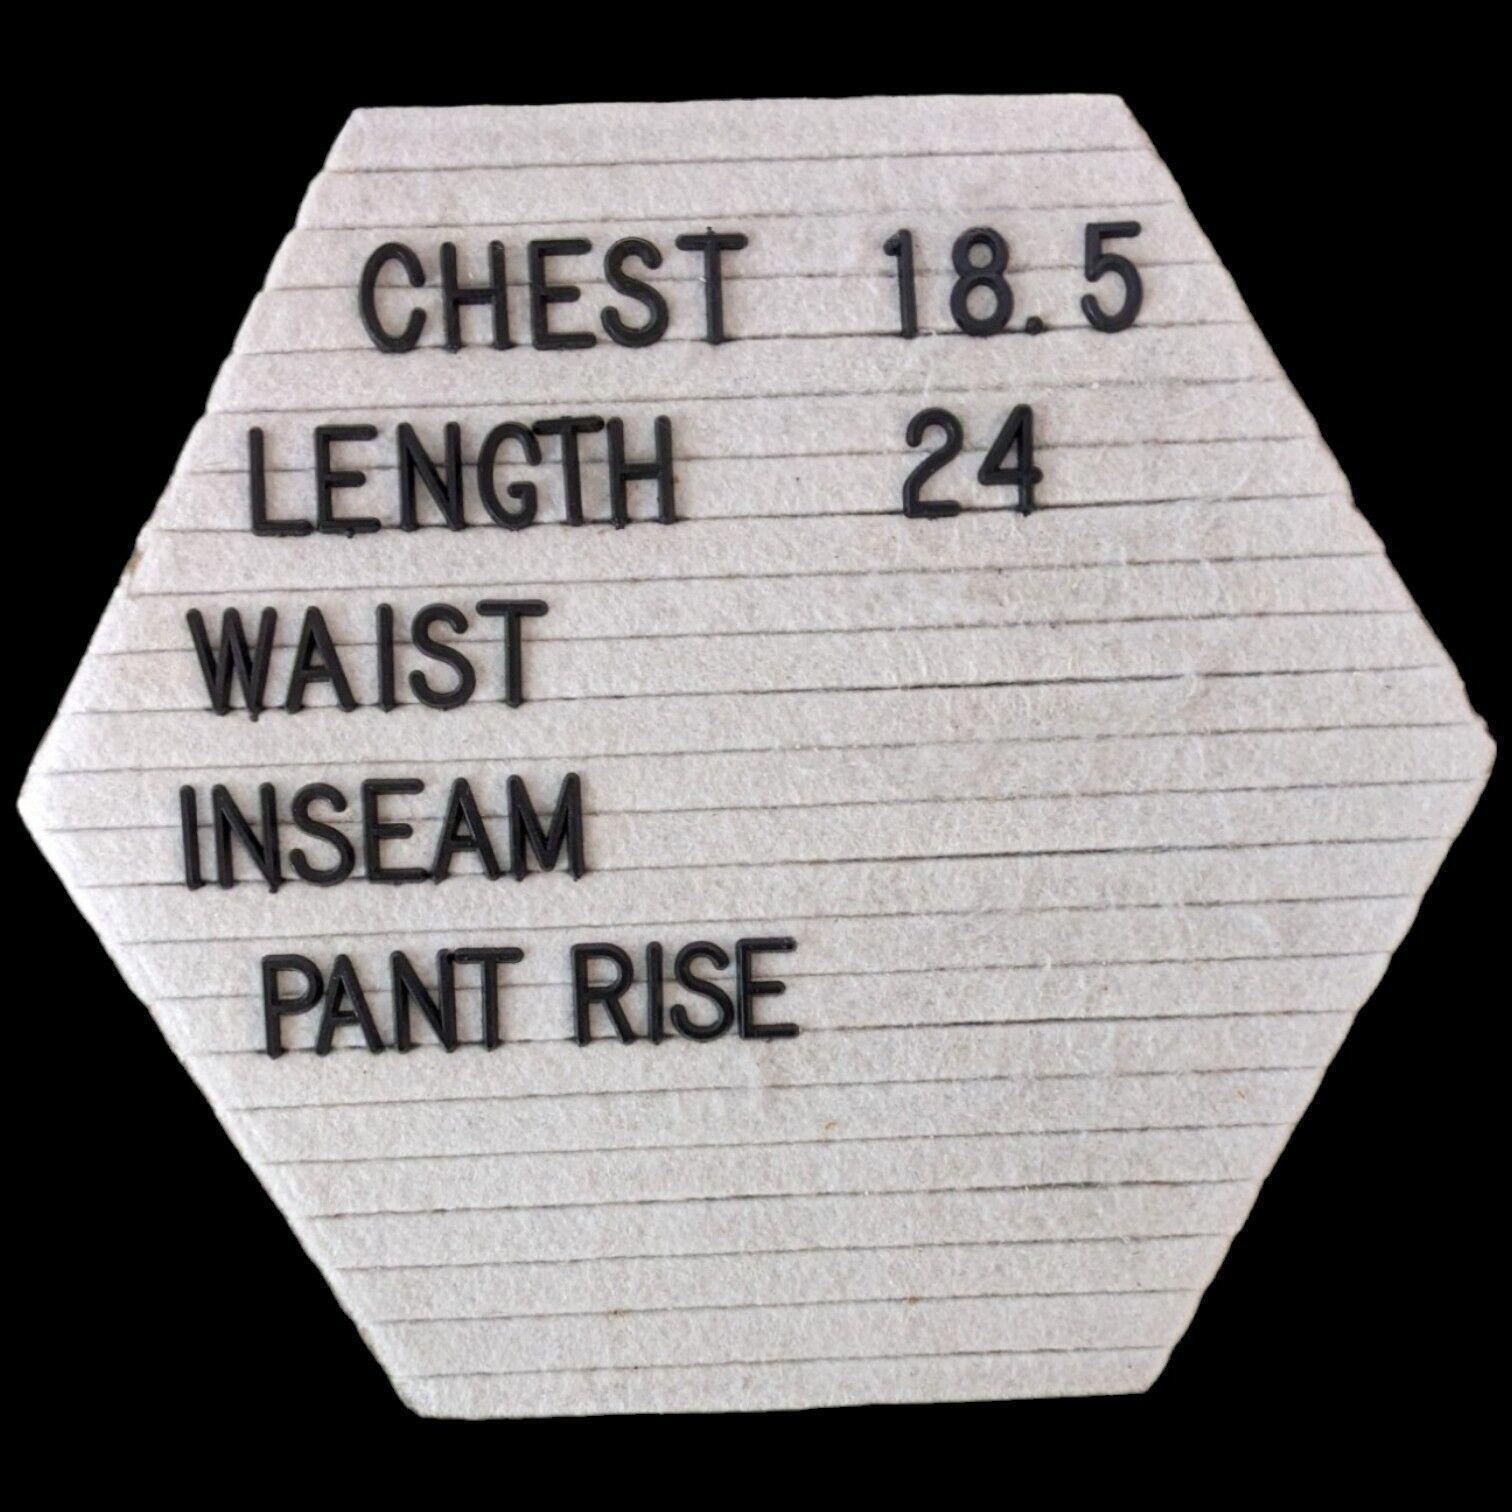 CHEST 18.5
LENGTH 24
WAIST
INSEAM
PANT RISE